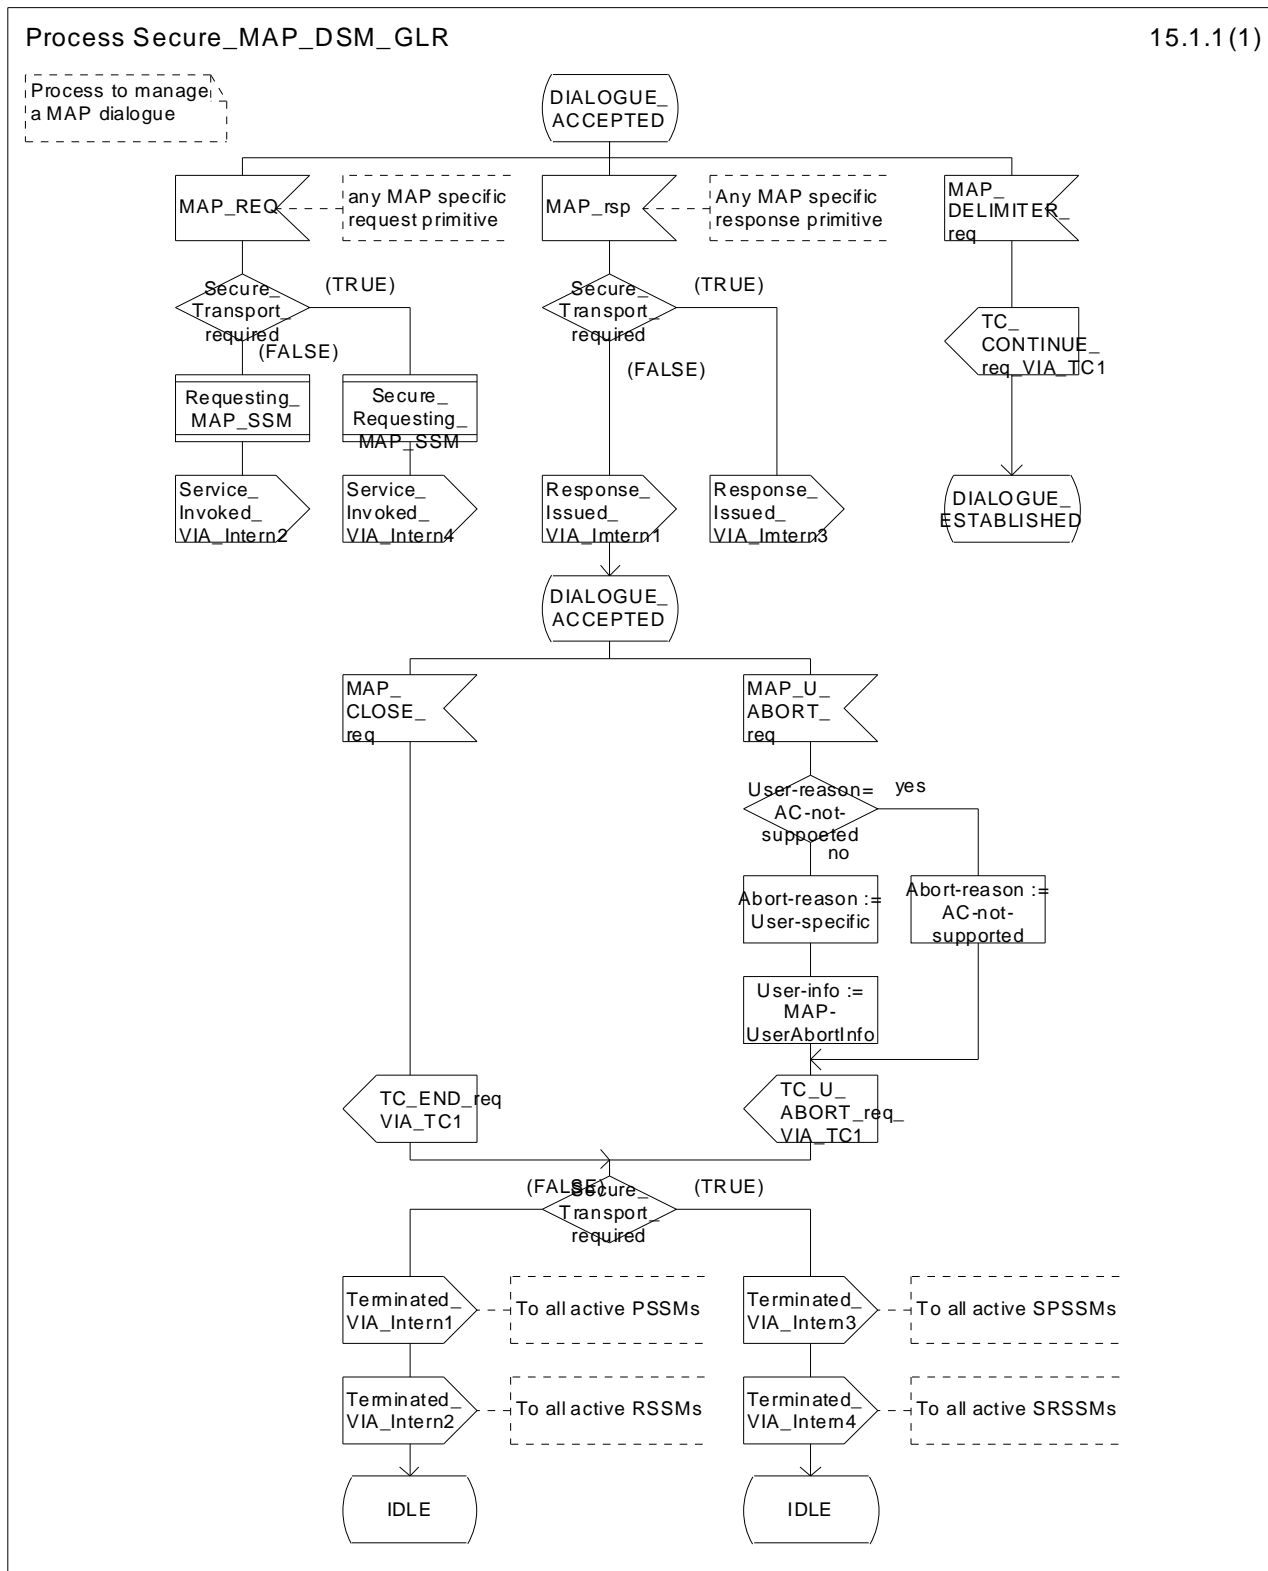 Process Secure_MAP_DSM_GLR
15.1.1(1)
Process to manage
a MAP dialogue
DIALOGUE_
ACCEPTED
MAP_REQ
any MAP specific
request primitive
MAP_rsp
Any MAP specific
response primitive
MAP_
DELIMITER_
req
Secure_
Transport_
required
(TRUE)
(FALSE)
Secure_
Transport_
required
(TRUE)
(FALSE)
TC_
CONTINUE_
req_VIA_TC1
Requesting_
MAP_SSM
Secure_
Requesting_
MAP_SSM
Service_
Invoked_
VIA_Intern2
Service_
Invoked_
VIA_Intern4
Response_
Issued_
VIA_Imtern1
Response_
Issued_
VIA_Imtern3
DIALOGUE_
ESTABLISHED
DIALOGUE_
ACCEPTED
MAP_
CLOSE_
req
MAP_U_
ABORT_
req
User-reason=
AC-not-
suppoeted
yes
no
Abort-reason :=
User-specific
Abort-reason :=
AC-not-
supported
User-info :=
MAP-
UserAbortInfo
TC_END_req
VIA_TC1
TC_U_
ABORT_req_
VIA_TC1
(FALSE)
Secure_
Transport_
required
(TRUE)
Terminated_
VIA_Intern1
To all active PSSMs
Terminated_
VIA_Intern3
To all active SPSSMs
Terminated_
VIA_Intern2
To all active RSSMs
Terminated_
VIA_Intern4
To all active SRSSMs
IDLE
IDLE